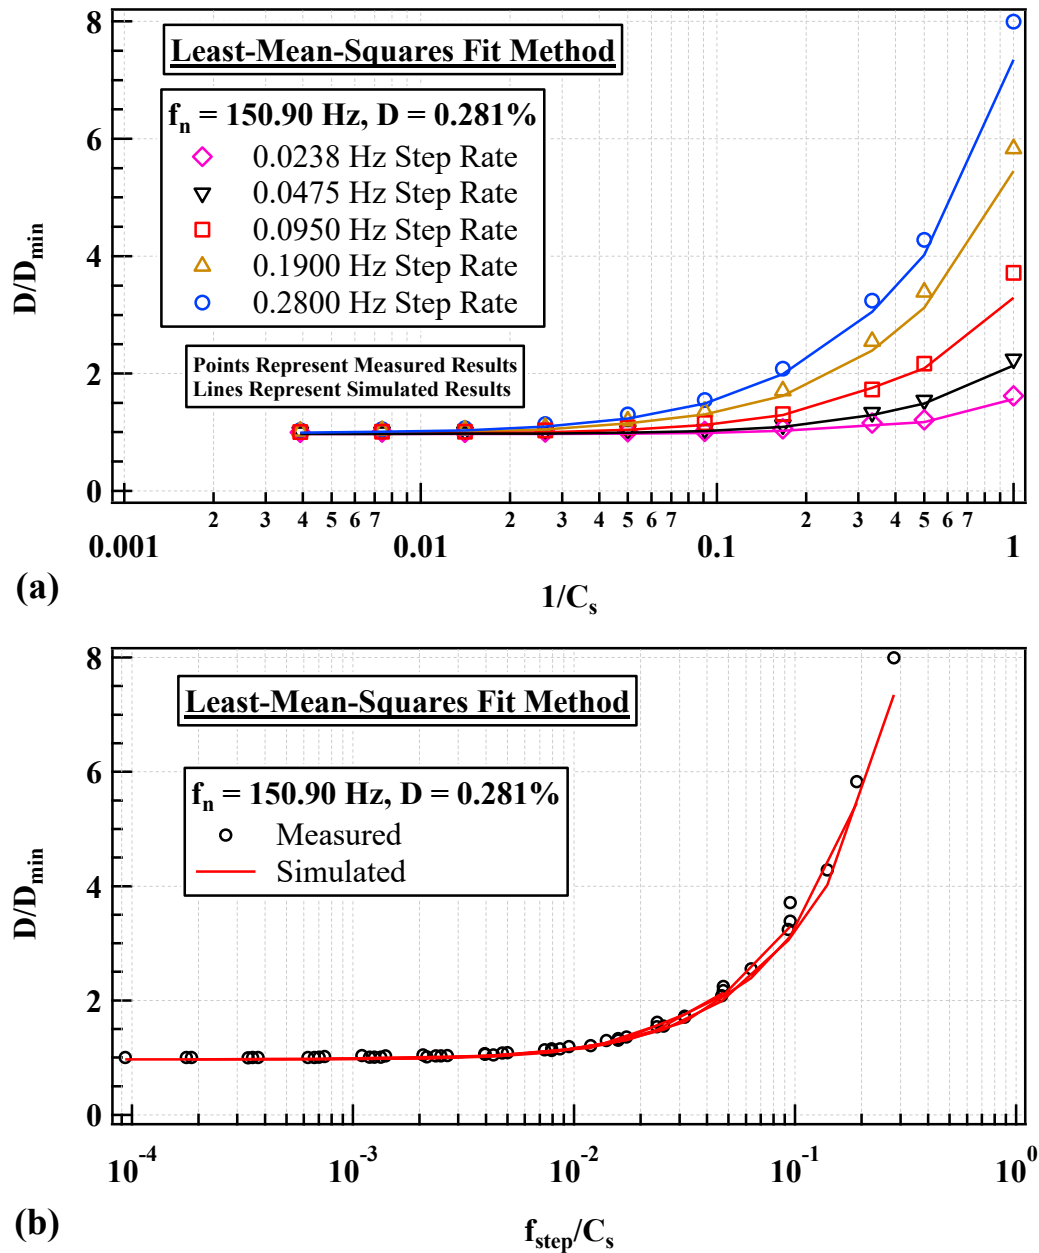 8
Least-Mean-Squares Fit Method
fn = 150.90 Hz, D = 0.281%
0.0238 Hz Step Rate
0.0475 Hz Step Rate
0.0950 Hz Step Rate
0.1900 Hz Step Rate
0.2800 Hz Step Rate
Points Represent Measured Results
Lines Represent Simulated Results
6
4
2
0
D/Dmin
2 3 4 5 6 7 2 3 4 5 6 7 2 3 4 5 6 7
0.001 0.01 0.1 1
(a)
1/Cs
8
Least-Mean-Squares Fit Method
fn = 150.90 Hz, D = 0.281%
Measured
Simulated
6
4
2
0
D/Dmin
10^-4 10^-3 10^-2 10^-1 10^0
(b)
fstep/Cs